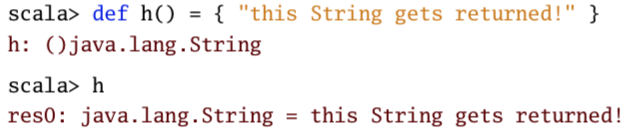 scala> def h() = { "this String gets returned!" }
h: ()java.lang.String
scala> h
res0: java.lang.String = this String gets returned!